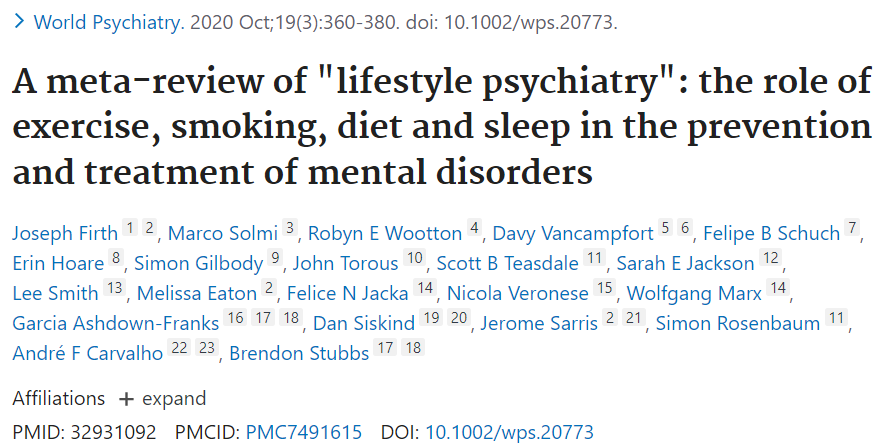 > World Psychiatry. 2020 Oct;19(3):360-380. doi: 10.1002/wps.20773.
A meta-review of "lifestyle psychiatry": the role of
exercise, smoking, diet and sleep in the prevention
and treatment of mental disorders
Joseph Firth 1 2, Marco Solmi 3, Robyn E Wootton 4, Davy Vancampfort 5 6, Felipe B Schuch 7,
Erin Hoare 8, Simon Gilbody 9, John Torous 10, Scott B Teasdale 11, Sarah E Jackson 12,
Lee Smith 13, Melissa Eaton 2, Felice N Jacka 14, Nicola Veronese 15, Wolfgang Marx 14,
Garcia Ashdown-Franks 16 17 18, Dan Siskind 19 20, Jerome Sarris 2 21, Simon Rosenbaum 11,
André F Carvalho 22 23, Brendon Stubbs 17 18
Affiliations + expand
PMID: 32931092 PMCID: PMC7491615 DOI: 10.1002/wps.20773